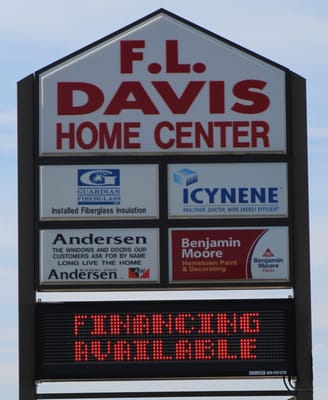 F.L.
DAVIS
HOME CENTER
G
GUARDIAN
FIBERGLASS
Installed Fiberglass Insulation
ICYNENE
HEALTHIER, QUIETER, MORE ENERGY EFFICIENT
Andersen
THE WINDOWS AND DOORS OUR
CUSTOMERS ASK FOR BY NAME
LONG LIVE THE HOME
Andersen AW
Benjamin
Moore
Hometown Paint
& Decorating
Benjamin
Moore
Paints
FINANCING
AVAILABLE